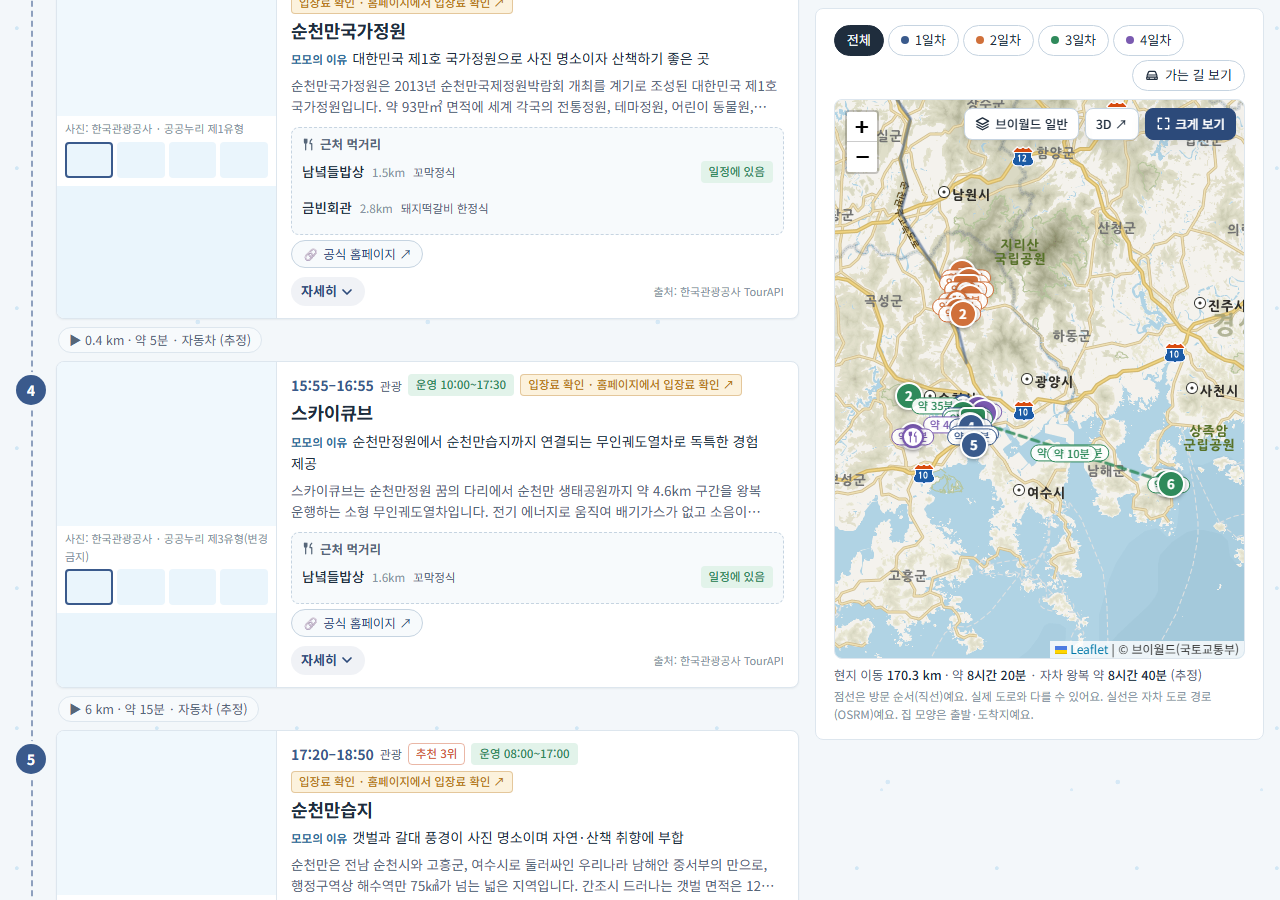 입장료 확인 · 홈페이지에서 입장료 확인 ↗
순천만국가정원
모모의 이유 대한민국 제1호 국가정원으로 사진 명소이자 산책하기 좋은 곳
순천만국가정원은 2013년 순천만국제정원박람회 개최를 계기로 조성된 대한민국 제1호
국가정원입니다. 약 93만㎡ 면적에 세계 각국의 전통정원, 테마정원, 어린이 동물원,…
사진: 한국관광공사 · 공공누리 제1유형
근처 먹거리
남녘들밥상 1.5km 꼬막정식 일정에 있음
금빈회관 2.8km 돼지떡갈비 한정식
공식 홈페이지 ↗
자세히
출처: 한국관광공사 TourAPI
▶ 0.4 km · 약 5분 · 자동차 (추정)
4
15:55–16:55 관광 운영 10:00~17:30 입장료 확인 · 홈페이지에서 입장료 확인 ↗
스카이큐브
모모의 이유 순천만정원에서 순천만습지까지 연결되는 무인궤도열차로 독특한 경험
제공
스카이큐브는 순천만정원 꿈의 다리에서 순천만 생태공원까지 약 4.6km 구간을 왕복
운행하는 소형 무인궤도열차입니다. 전기 에너지로 움직여 배기가스가 없고 소음이…
사진: 한국관광공사 · 공공누리 제3유형(변경
금지)
근처 먹거리
남녘들밥상 1.6km 꼬막정식 일정에 있음
공식 홈페이지 ↗
자세히
출처: 한국관광공사 TourAPI
▶ 6 km · 약 15분 · 자동차 (추정)
5
17:20–18:50 관광 추천 3위 운영 08:00~17:00
입장료 확인 · 홈페이지에서 입장료 확인 ↗
순천만습지
모모의 이유 갯벌과 갈대 풍경이 사진 명소이며 자연·산책 취향에 부합
순천만은 전남 순천시와 고흥군, 여수시로 둘러싸인 우리나라 남해안 중서부의 만으로,
행정구역상 해수역만 75㎢가 넘는 넓은 지역입니다. 간조시 드러나는 갯벌 면적은 12…
전체 1일차 2일차 3일차 4일차
가는 길 보기
+
−
브이월드 일반
3D ↗
크게 보기
장수군
12
함양군
남원시
산청군
지리산
국립공원
2
곡성군
진주시
하동군
10
광양시
사천시
2
약 35분
10
약 4
5
약 10분
상족암
국립공원
남해군
6
10
여수시
고흥군
Leaflet | © 브이월드(국토교통부)
현지 이동 170.3 km · 약 8시간 20분 · 자차 왕복 약 8시간 40분 (추정)
점선은 방문 순서(직선)예요. 실제 도로와 다를 수 있어요. 실선은 자차 도로 경로
(OSRM)예요. 집 모양은 출발·도착지예요.